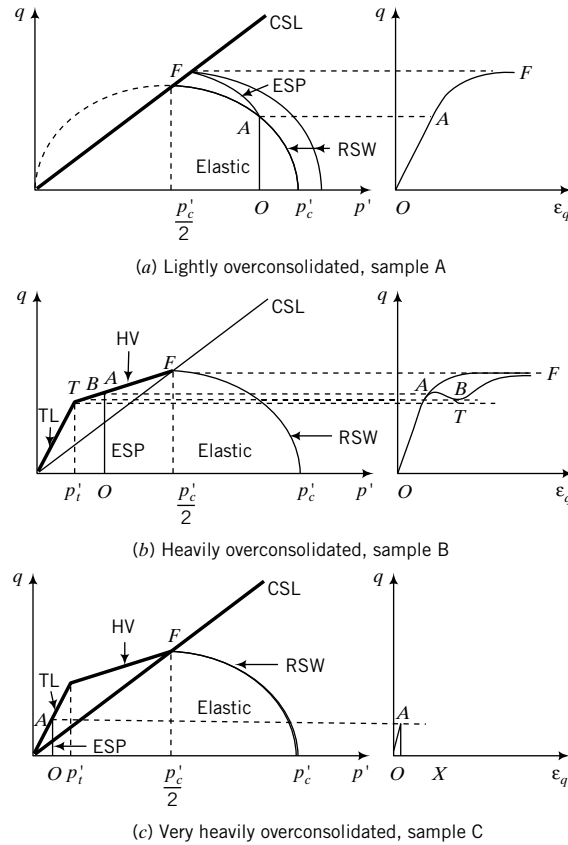 q
CSL
q
F
ESP
F
A
A
RSW
Elastic
p'c/2
O
p'c
p'
O
εq
(a) Lightly overconsolidated, sample A
q
CSL
q
HV
F
T
B
A
F
A
B
T
TL
ESP
Elastic
RSW
p't
O
p'c/2
p'c
p'
O
εq
(b) Heavily overconsolidated, sample B
q
CSL
q
HV
F
RSW
TL
A
Elastic
A
ESP
O
p't
p'c/2
p'c
p'
O
X
εq
(c) Very heavily overconsolidated, sample C